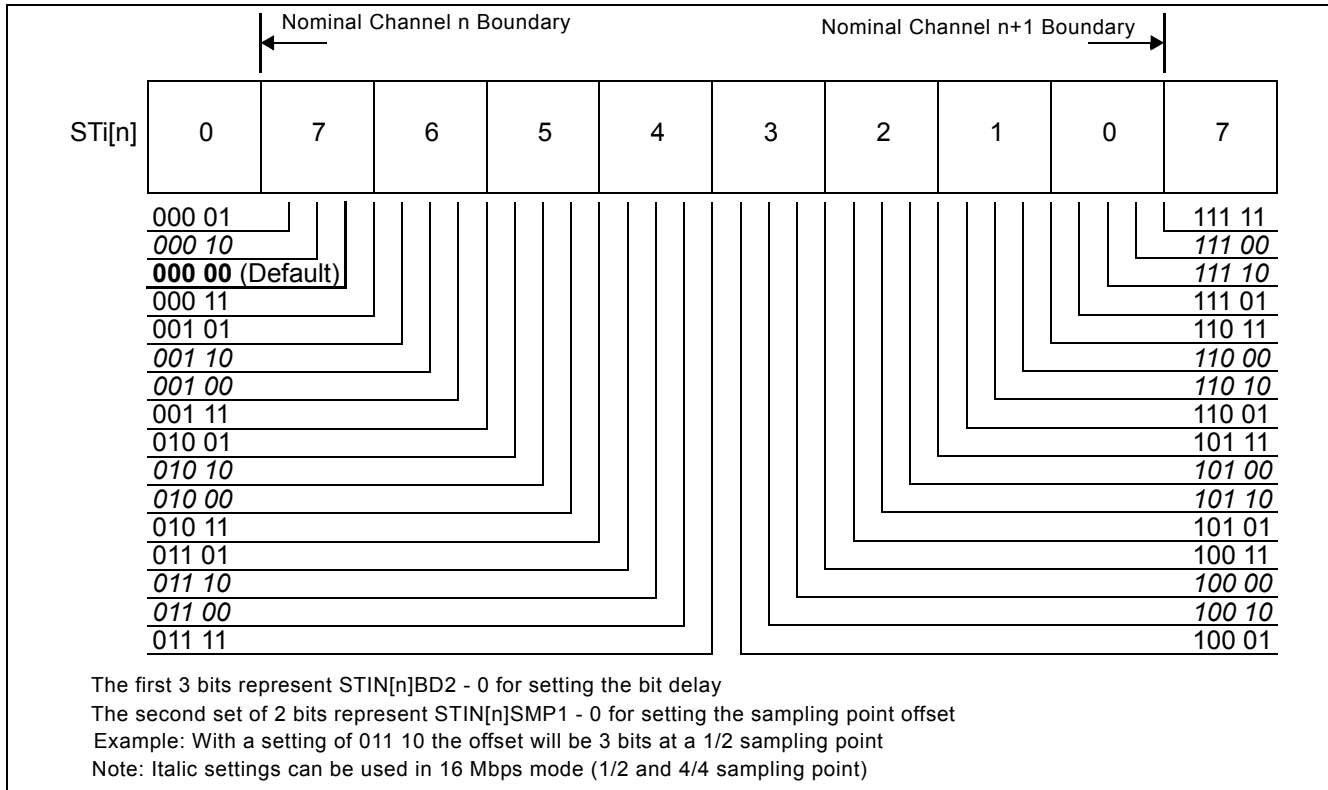 Nominal Channel n Boundary
Nominal Channel n+1 Boundary
STi[n] 0 7 6 5 4 3 2 1 0 7
000 01 111 11
000 10 111 00
000 00 (Default) 111 10
000 11 111 01
001 01 110 11
001 10 110 00
001 00 110 10
001 11 110 01
010 01 101 11
010 10 101 00
010 00 101 10
010 11 101 01
011 01 100 11
011 10 100 00
011 00 100 10
011 11 100 01
The first 3 bits represent STIN[n]BD2 - 0 for setting the bit delay
The second set of 2 bits represent STIN[n]SMP1 - 0 for setting the sampling point offset
Example: With a setting of 011 10 the offset will be 3 bits at a 1/2 sampling point
Note: Italic settings can be used in 16 Mbps mode (1/2 and 4/4 sampling point)